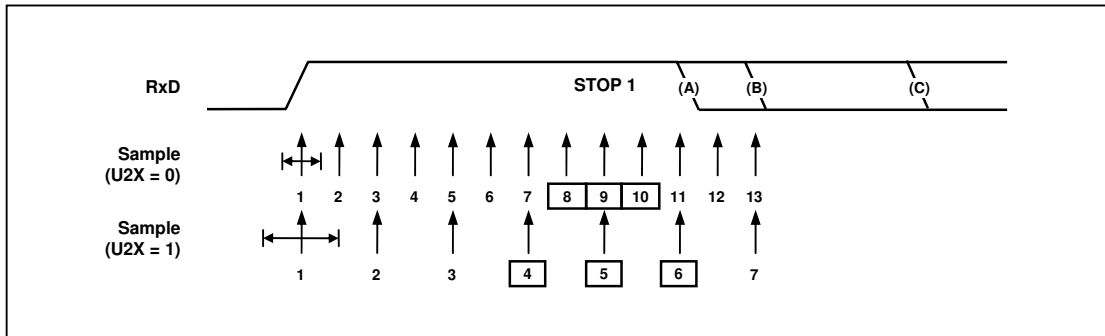 RxD STOP 1 (A) (B) (C)
Sample
(U2X = 0)
1 2 3 4 5 6 7 8 9 10 11 12 13
Sample
(U2X = 1)
1 2 3 4 5 6 7